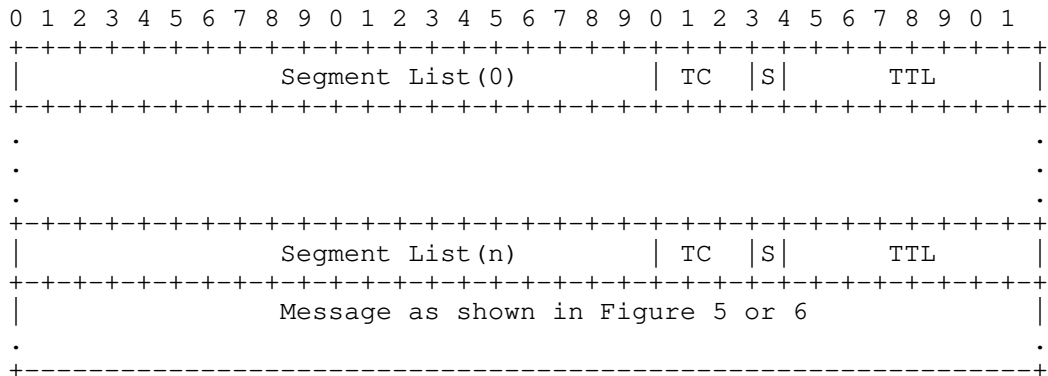 0 1 2 3 4 5 6 7 8 9 0 1 2 3 4 5 6 7 8 9 0 1 2 3 4 5 6 7 8 9 0 1
+-+-+-+-+-+-+-+-+-+-+-+-+-+-+-+-+-+-+-+-+-+-+-+-+-+-+-+-+-+-+-+-+
|                Segment List(0)        | TC  |S|      TTL      |
+-+-+-+-+-+-+-+-+-+-+-+-+-+-+-+-+-+-+-+-+-+-+-+-+-+-+-+-+-+-+-+-+
.                                                               .
.                                                               .
.                                                               .
+-+-+-+-+-+-+-+-+-+-+-+-+-+-+-+-+-+-+-+-+-+-+-+-+-+-+-+-+-+-+-+-+
|                Segment List(n)        | TC  |S|      TTL      |
+-+-+-+-+-+-+-+-+-+-+-+-+-+-+-+-+-+-+-+-+-+-+-+-+-+-+-+-+-+-+-+-+
|                Message as shown in Figure 5 or 6              |
.                                                               .
+---------------------------------------------------------------+